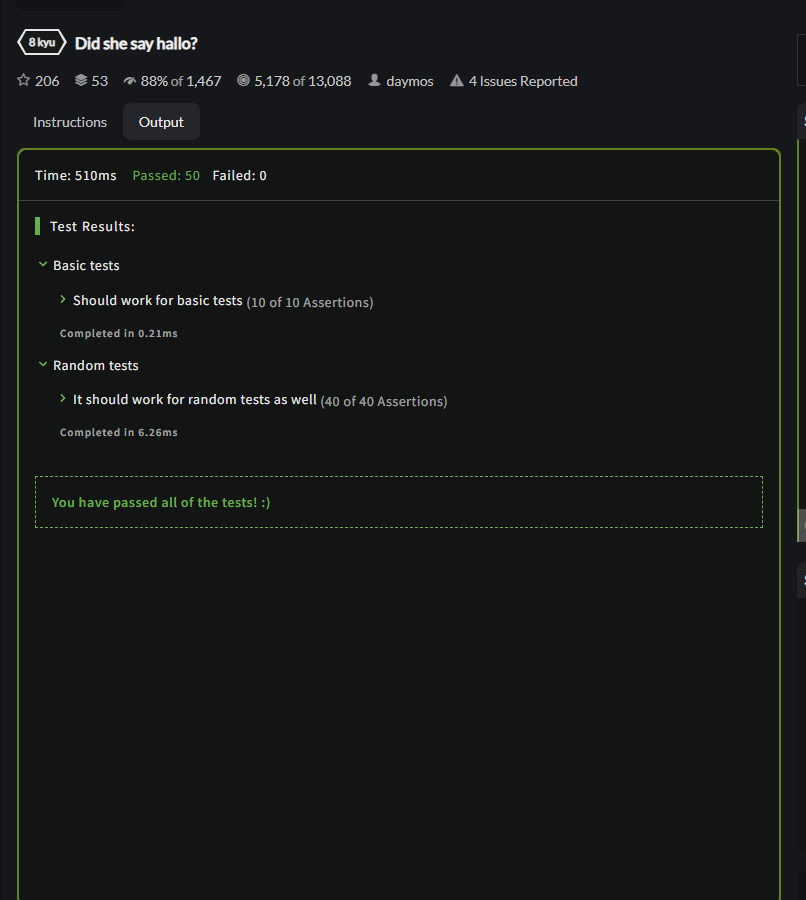 8 kyu Did she say hallo?
206 53 88% of 1,467 5,178 of 13,088 daymos 4 Issues Reported
Instructions Output
Time: 510ms Passed: 50 Failed: 0
Test Results:
Basic tests
Should work for basic tests (10 of 10 Assertions)
Completed in 0.21ms
Random tests
It should work for random tests as well (40 of 40 Assertions)
Completed in 6.26ms
You have passed all of the tests! :)